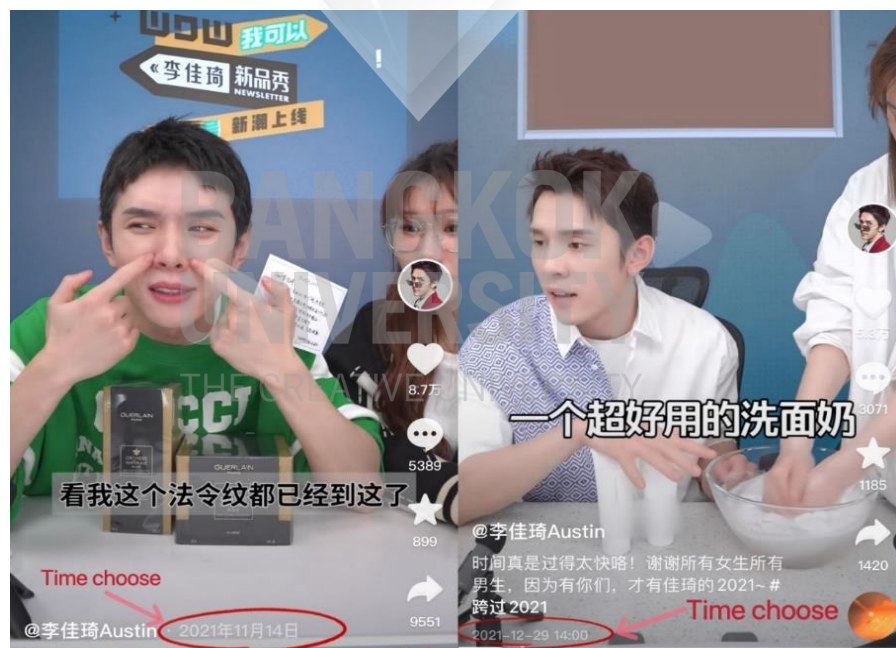 WOW 我可以
《李佳琦 新品秀
NEWSLETTER
新潮上线
GUCCI
GUERLAIN
GUERLAIN
看我这个法令纹都已经到这了
8.7万
5389
899
9551
Time choose
@李佳琦Austin · 2021年11月14日
BANGKOK
UNIVERSITY
THE CREATIVE UNIVERSITY
一个超好用的洗面奶
3071
1185
1420
@李佳琦Austin
时间真是过得太快咯！谢谢所有女生所有
男生，因为有你们，才有佳琦的2021~ #
跨过2021
Time choose
2021-12-29 14:00